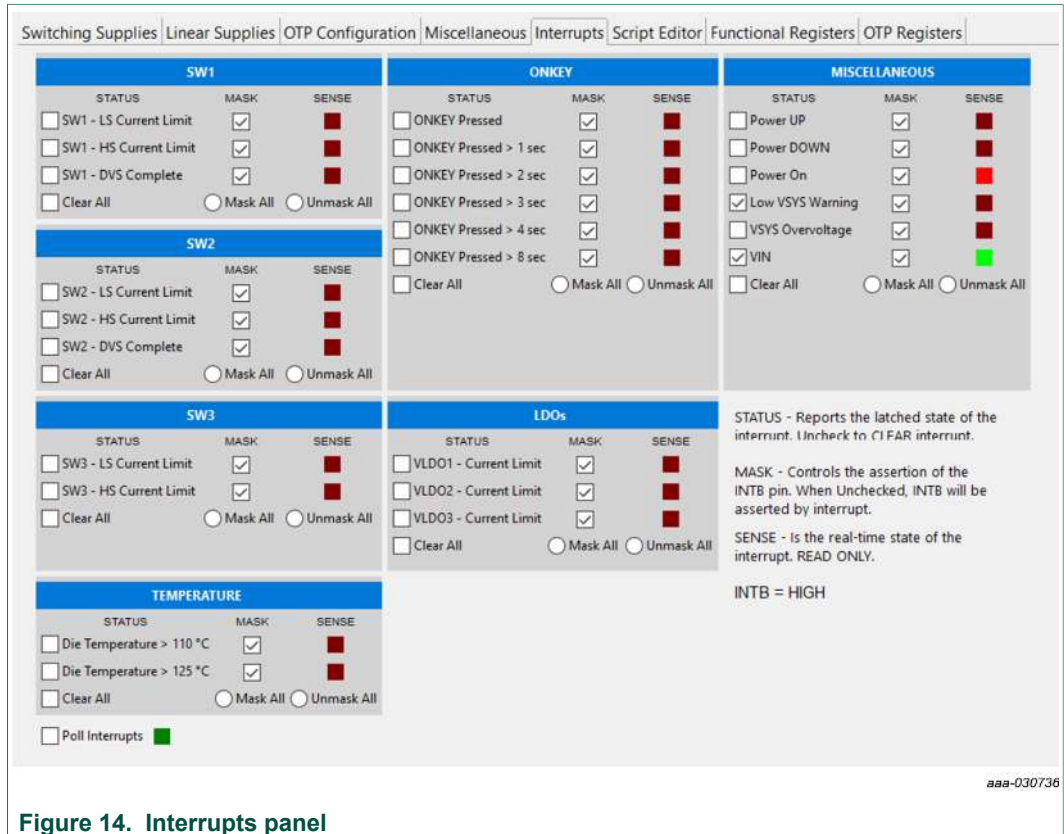 Switching Supplies Linear Supplies OTP Configuration Miscellaneous Interrupts Script Editor Functional Registers OTP Registers
SW1
STATUS MASK SENSE
SW1 - LS Current Limit
SW1 - HS Current Limit
SW1 - DVS Complete
Clear All Mask All Unmask All
SW2
STATUS MASK SENSE
SW2 - LS Current Limit
SW2 - HS Current Limit
SW2 - DVS Complete
Clear All Mask All Unmask All
ONKEY
STATUS MASK SENSE
ONKEY Pressed
ONKEY Pressed > 1 sec
ONKEY Pressed > 2 sec
ONKEY Pressed > 3 sec
ONKEY Pressed > 4 sec
ONKEY Pressed > 8 sec
Clear All Mask All Unmask All
MISCELLANEOUS
STATUS MASK SENSE
Power UP
Power DOWN
Power On
Low VSYS Warning
VSYS Overvoltage
VIN
Clear All Mask All Unmask All
SW3
STATUS MASK SENSE
SW3 - LS Current Limit
SW3 - HS Current Limit
Clear All Mask All Unmask All
LDOs
STATUS MASK SENSE
VLDO1 - Current Limit
VLDO2 - Current Limit
VLDO3 - Current Limit
Clear All Mask All Unmask All
STATUS - Reports the latched state of the
interrupt. Uncheck to CLEAR interrupt.
MASK - Controls the assertion of the
INTB pin. When Unchecked, INTB will be
asserted by interrupt.
SENSE - Is the real-time state of the
interrupt. READ ONLY.
INTB = HIGH
TEMPERATURE
STATUS MASK SENSE
Die Temperature > 110 °C
Die Temperature > 125 °C
Clear All Mask All Unmask All
Poll Interrupts
aaa-030736
Figure 14. Interrupts panel